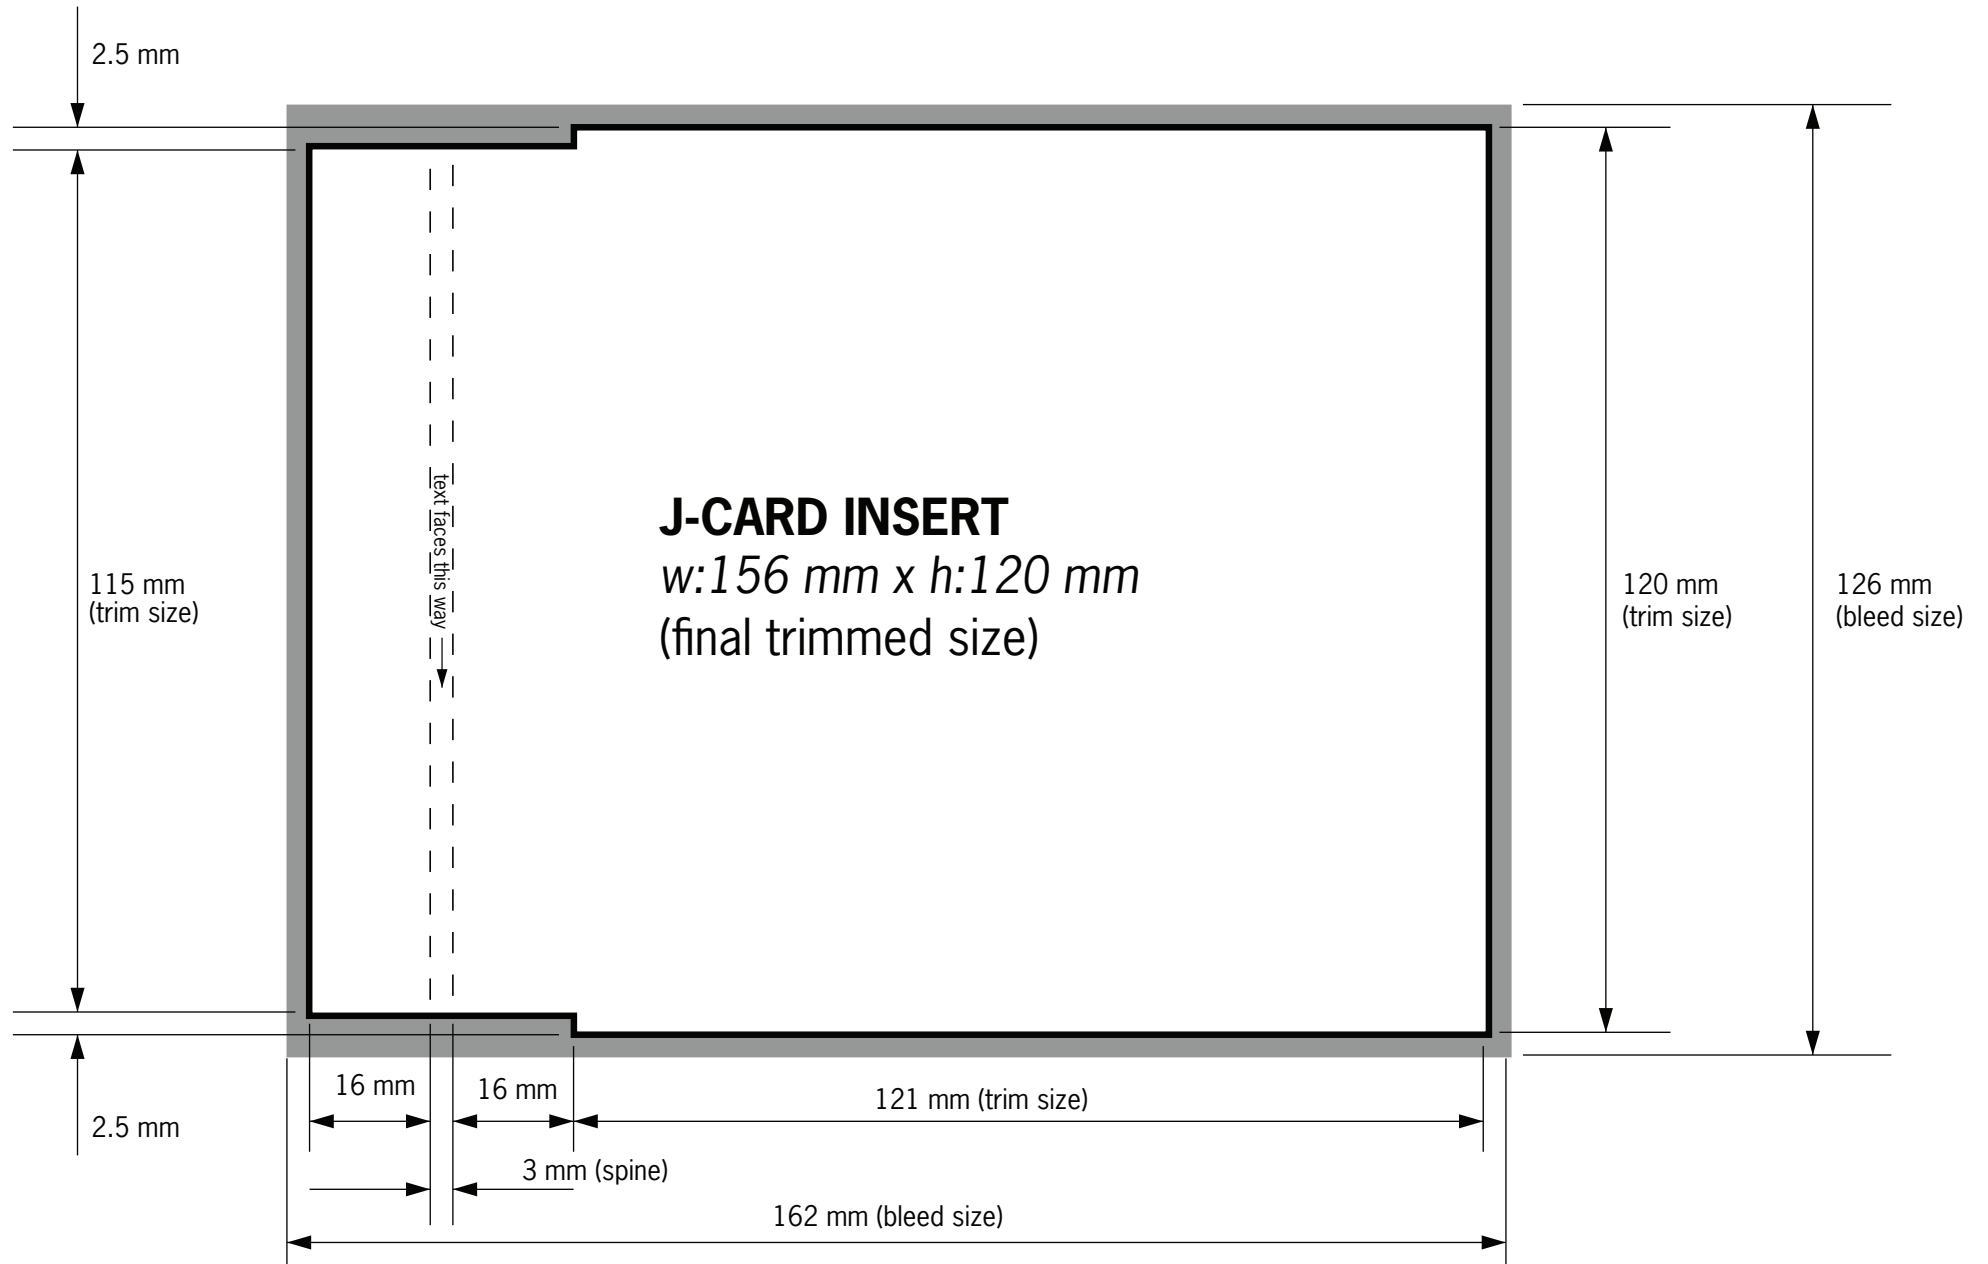 2.5 mm
text faces this way
J-CARD INSERT
w:156 mm x h:120 mm
(final trimmed size)
115 mm
(trim size)
120 mm
(trim size)
126 mm
(bleed size)
16 mm
16 mm
121 mm (trim size)
2.5 mm
3 mm (spine)
162 mm (bleed size)